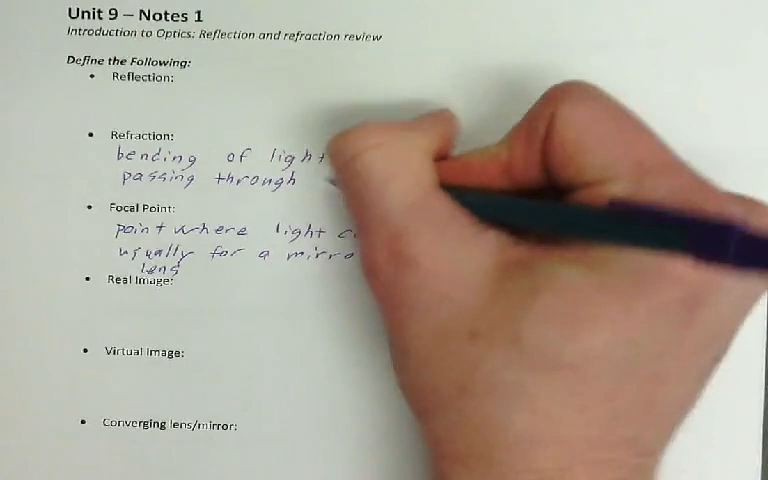 Unit 9 – Notes 1
Introduction to Optics: Reflection and refraction review
Define the Following:
• Reflection:
• Refraction:
bending of light
passing through
• Focal Point:
point where light
usually for a
lens
• Real Image:
• Virtual Image:
• Converging lens/mirror: